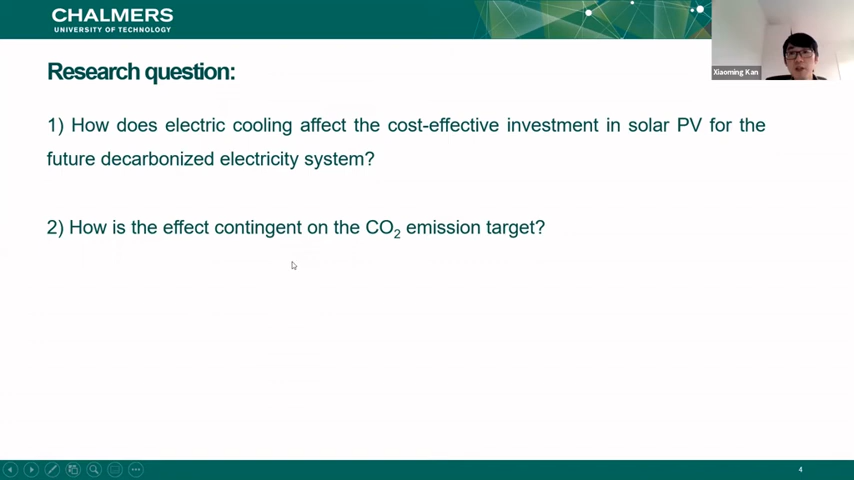 CHALMERS
UNIVERSITY OF TECHNOLOGY
Xiaoming Kan
Research question:
1) How does electric cooling affect the cost-effective investment in solar PV for the
future decarbonized electricity system?
2) How is the effect contingent on the CO₂ emission target?
4